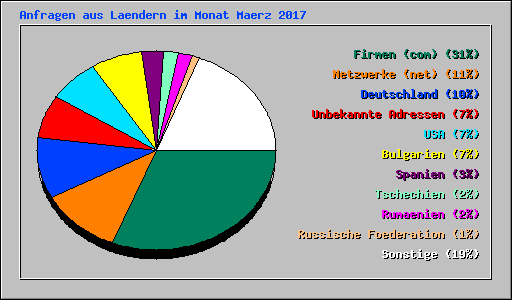 Anfragen aus Laendern im Monat Maerz 2017
Firmen (com) (31%)
Netzwerke (net) (11%)
Deutschland (10%)
Unbekannte Adressen (7%)
USA (7%)
Bulgarien (7%)
Spanien (3%)
Tschechien (2%)
Rumaenien (2%)
Russische Foederation (1%)
Sonstige (19%)